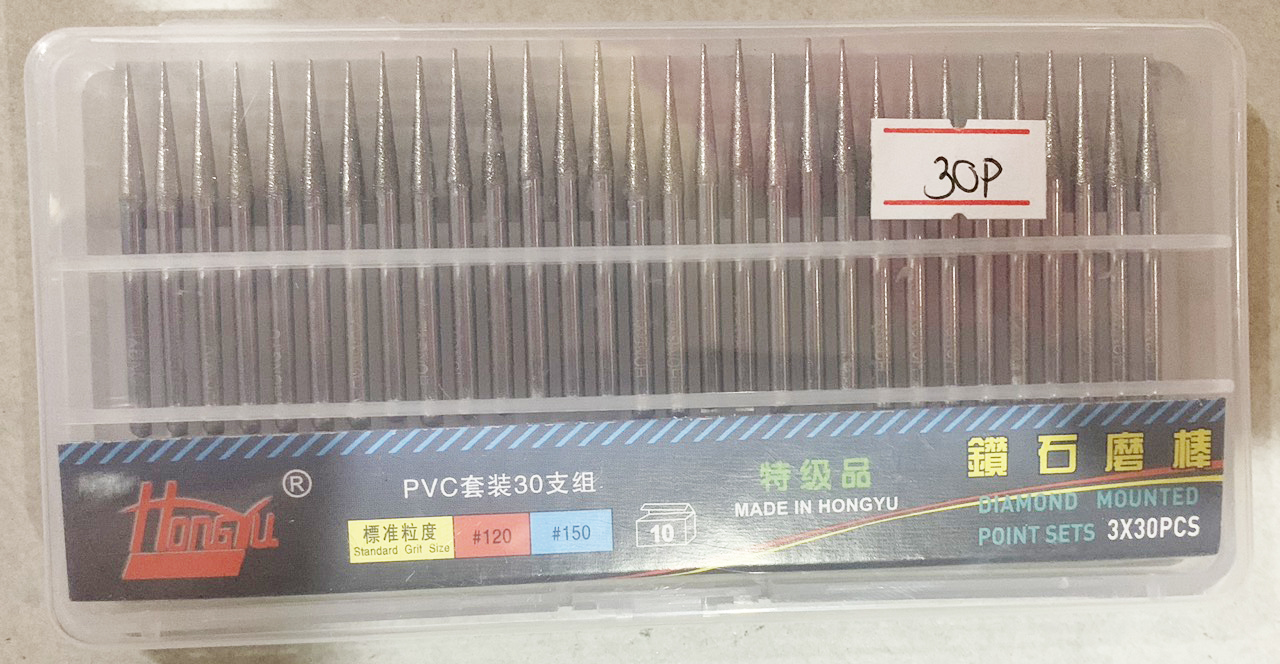 30P
HONGYU ®
PVC套装30支组
標准粒度
Standard Grit Size
#120
#150
10
特级品
MADE IN HONGYU
鑽石磨棒
DIAMOND MOUNTED
POINT SETS 3X30PCS